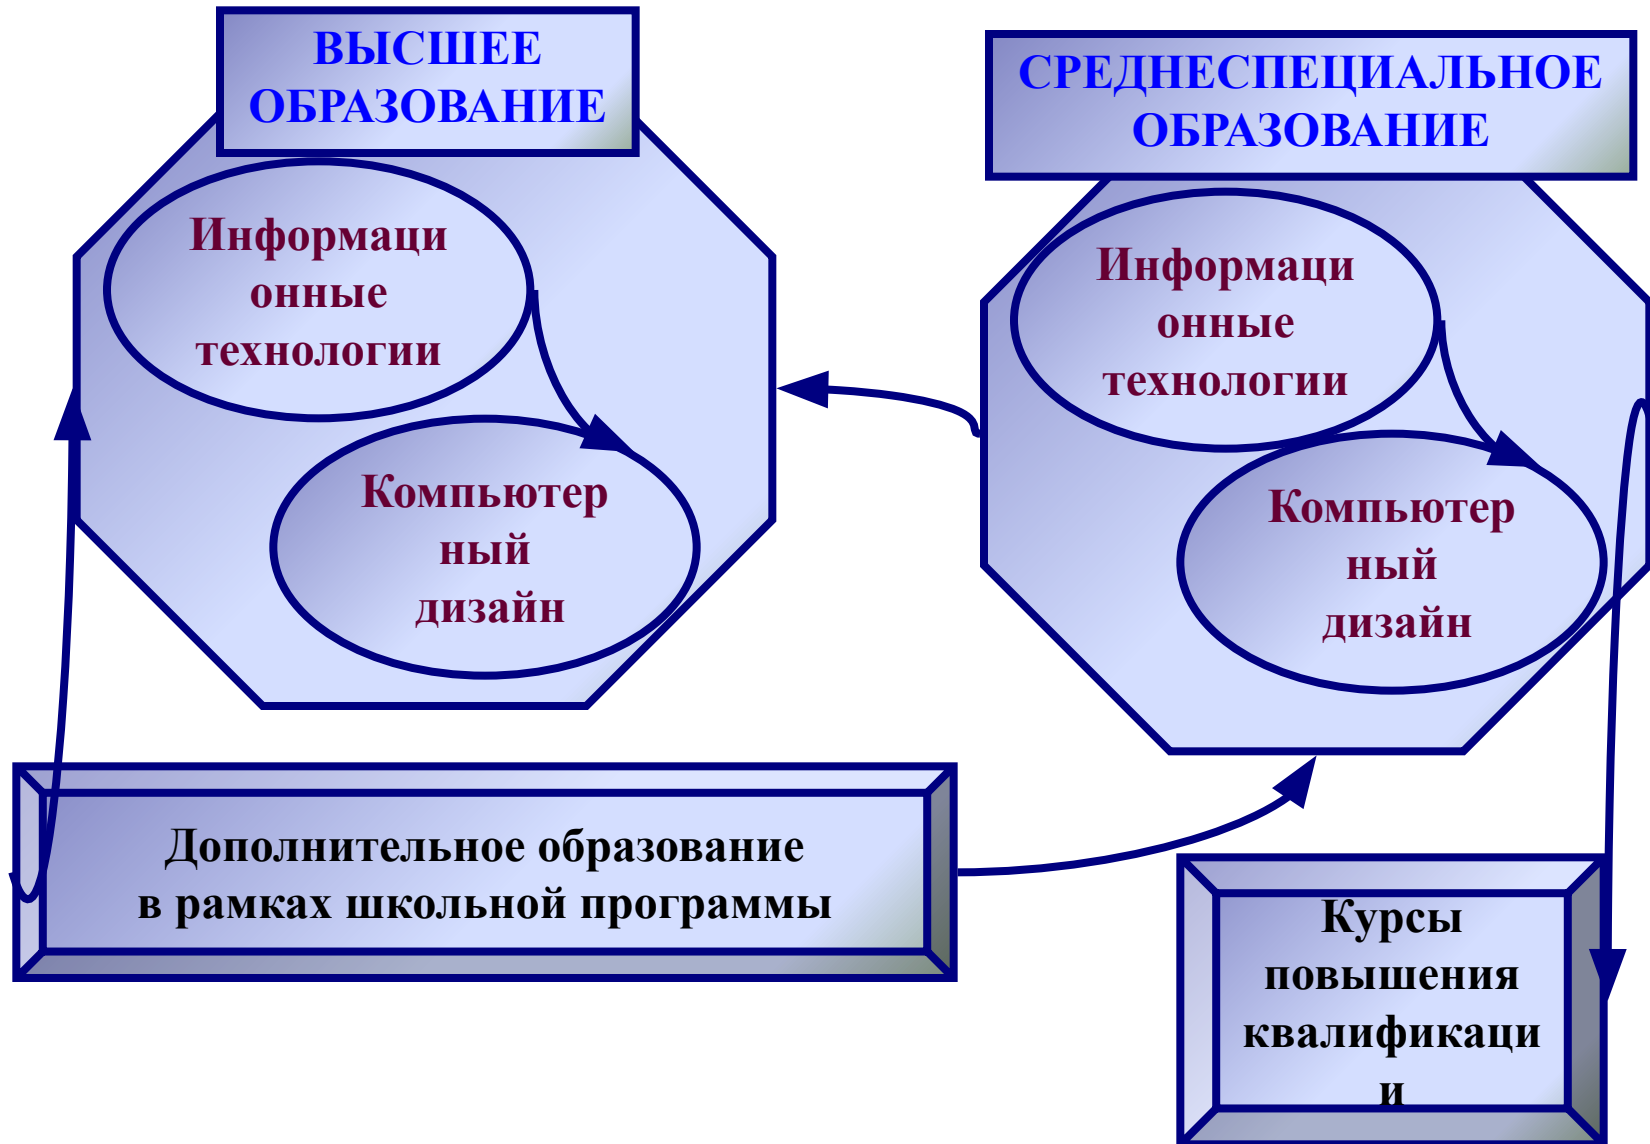 ВЫСШЕЕ
ОБРАЗОВАНИЕ
Информаци
онные
технологии
Компьютер
ный
дизайн
СРЕДНЕСПЕЦИАЛЬНОЕ
ОБРАЗОВАНИЕ
Информаци
онные
технологии
Компьютер
ный
дизайн
Дополнительное образование
в рамках школьной программы
Курсы
повышения
квалификаци
и